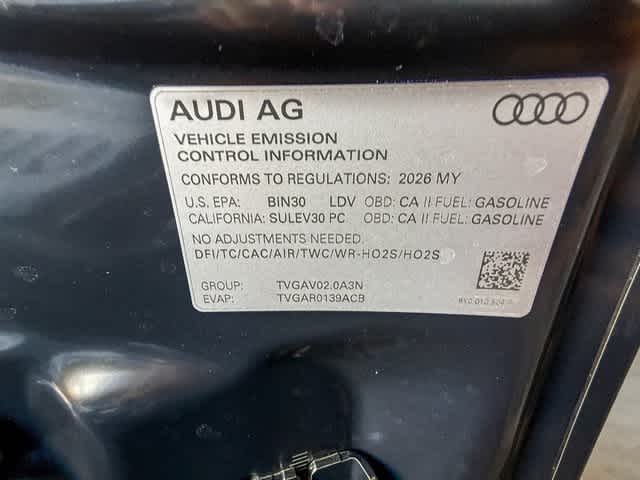 AUDI AG
VEHICLE EMISSION
CONTROL INFORMATION
CONFORMS TO REGULATIONS: 2026 MY
U.S. EPA: BIN30 LDV OBD: CA II FUEL: GASOLINE
CALIFORNIA: SULEV30 PC OBD: CA II FUEL: GASOLINE
NO ADJUSTMENTS NEEDED.
DFI/TC/CAC/AIR/TWC/WR-HO2S/HO2S
GROUP: TVGAV02.0A3N
EVAP: TVGAR0139ACB